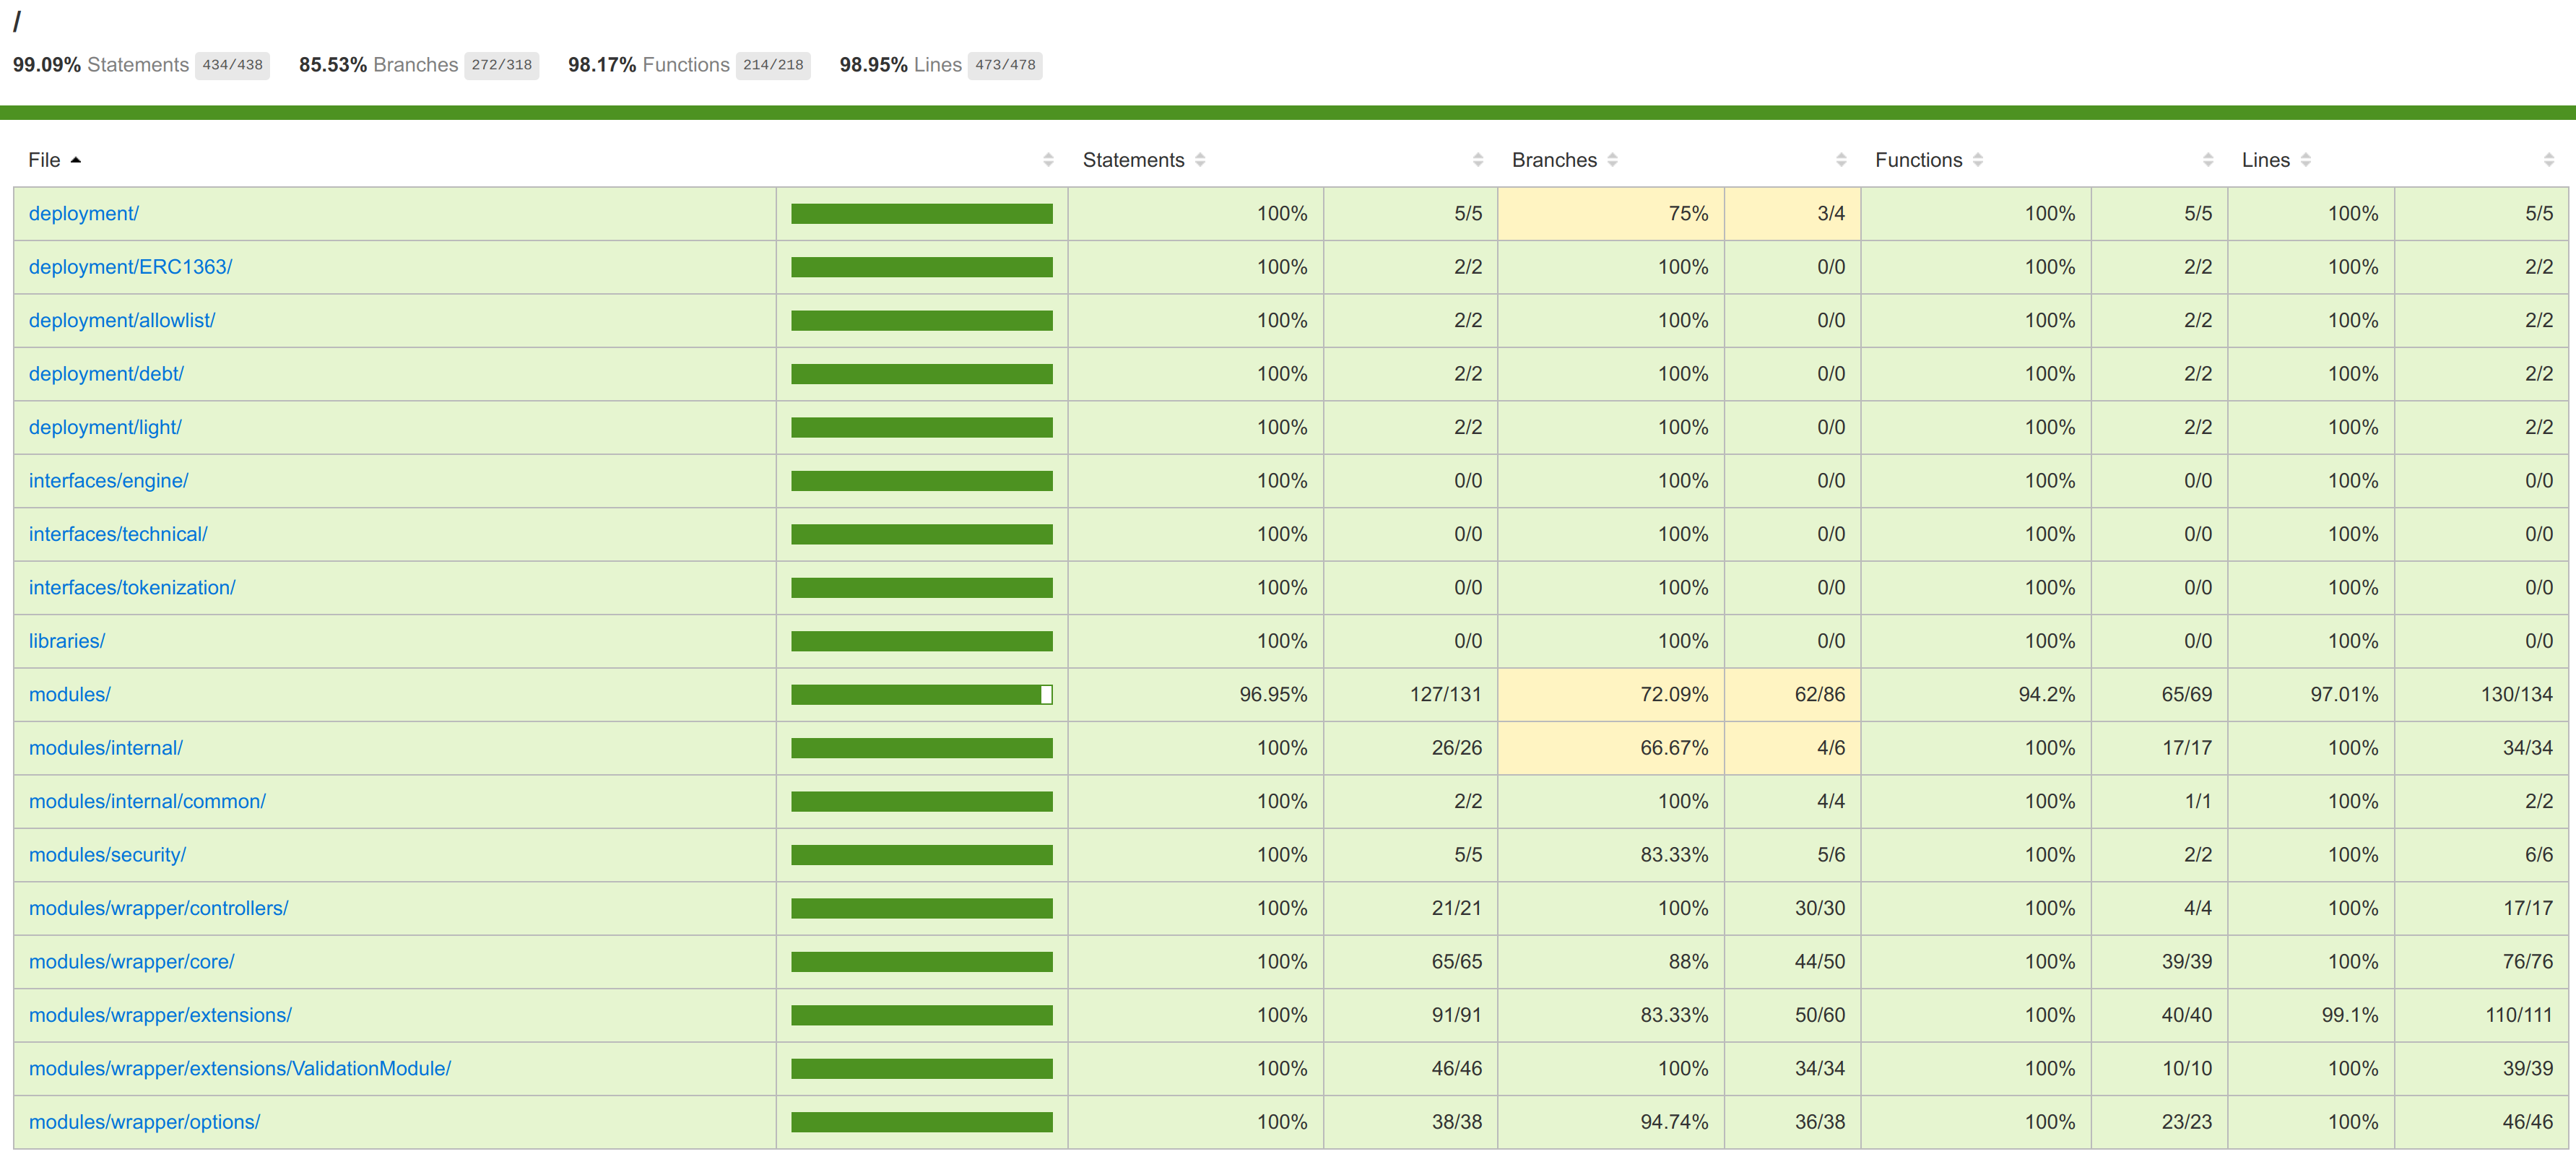 /
99.09% Statements 434/438 85.53% Branches 272/318 98.17% Functions 214/218 98.95% Lines 473/478
File Statements Branches Functions Lines
deployment/ 100% 5/5 75% 3/4 100% 5/5 100% 5/5
deployment/ERC1363/ 100% 2/2 100% 0/0 100% 2/2 100% 2/2
deployment/allowlist/ 100% 2/2 100% 0/0 100% 2/2 100% 2/2
deployment/debt/ 100% 2/2 100% 0/0 100% 2/2 100% 2/2
deployment/light/ 100% 2/2 100% 0/0 100% 2/2 100% 2/2
interfaces/engine/ 100% 0/0 100% 0/0 100% 0/0 100% 0/0
interfaces/technical/ 100% 0/0 100% 0/0 100% 0/0 100% 0/0
interfaces/tokenization/ 100% 0/0 100% 0/0 100% 0/0 100% 0/0
libraries/ 100% 0/0 100% 0/0 100% 0/0 100% 0/0
modules/ 96.95% 127/131 72.09% 62/86 94.2% 65/69 97.01% 130/134
modules/internal/ 100% 26/26 66.67% 4/6 100% 17/17 100% 34/34
modules/internal/common/ 100% 2/2 100% 4/4 100% 1/1 100% 2/2
modules/security/ 100% 5/5 83.33% 5/6 100% 2/2 100% 6/6
modules/wrapper/controllers/ 100% 21/21 100% 30/30 100% 4/4 100% 17/17
modules/wrapper/core/ 100% 65/65 88% 44/50 100% 39/39 100% 76/76
modules/wrapper/extensions/ 100% 91/91 83.33% 50/60 100% 40/40 99.1% 110/111
modules/wrapper/extensions/ValidationModule/ 100% 46/46 100% 34/34 100% 10/10 100% 39/39
modules/wrapper/options/ 100% 38/38 94.74% 36/38 100% 23/23 100% 46/46